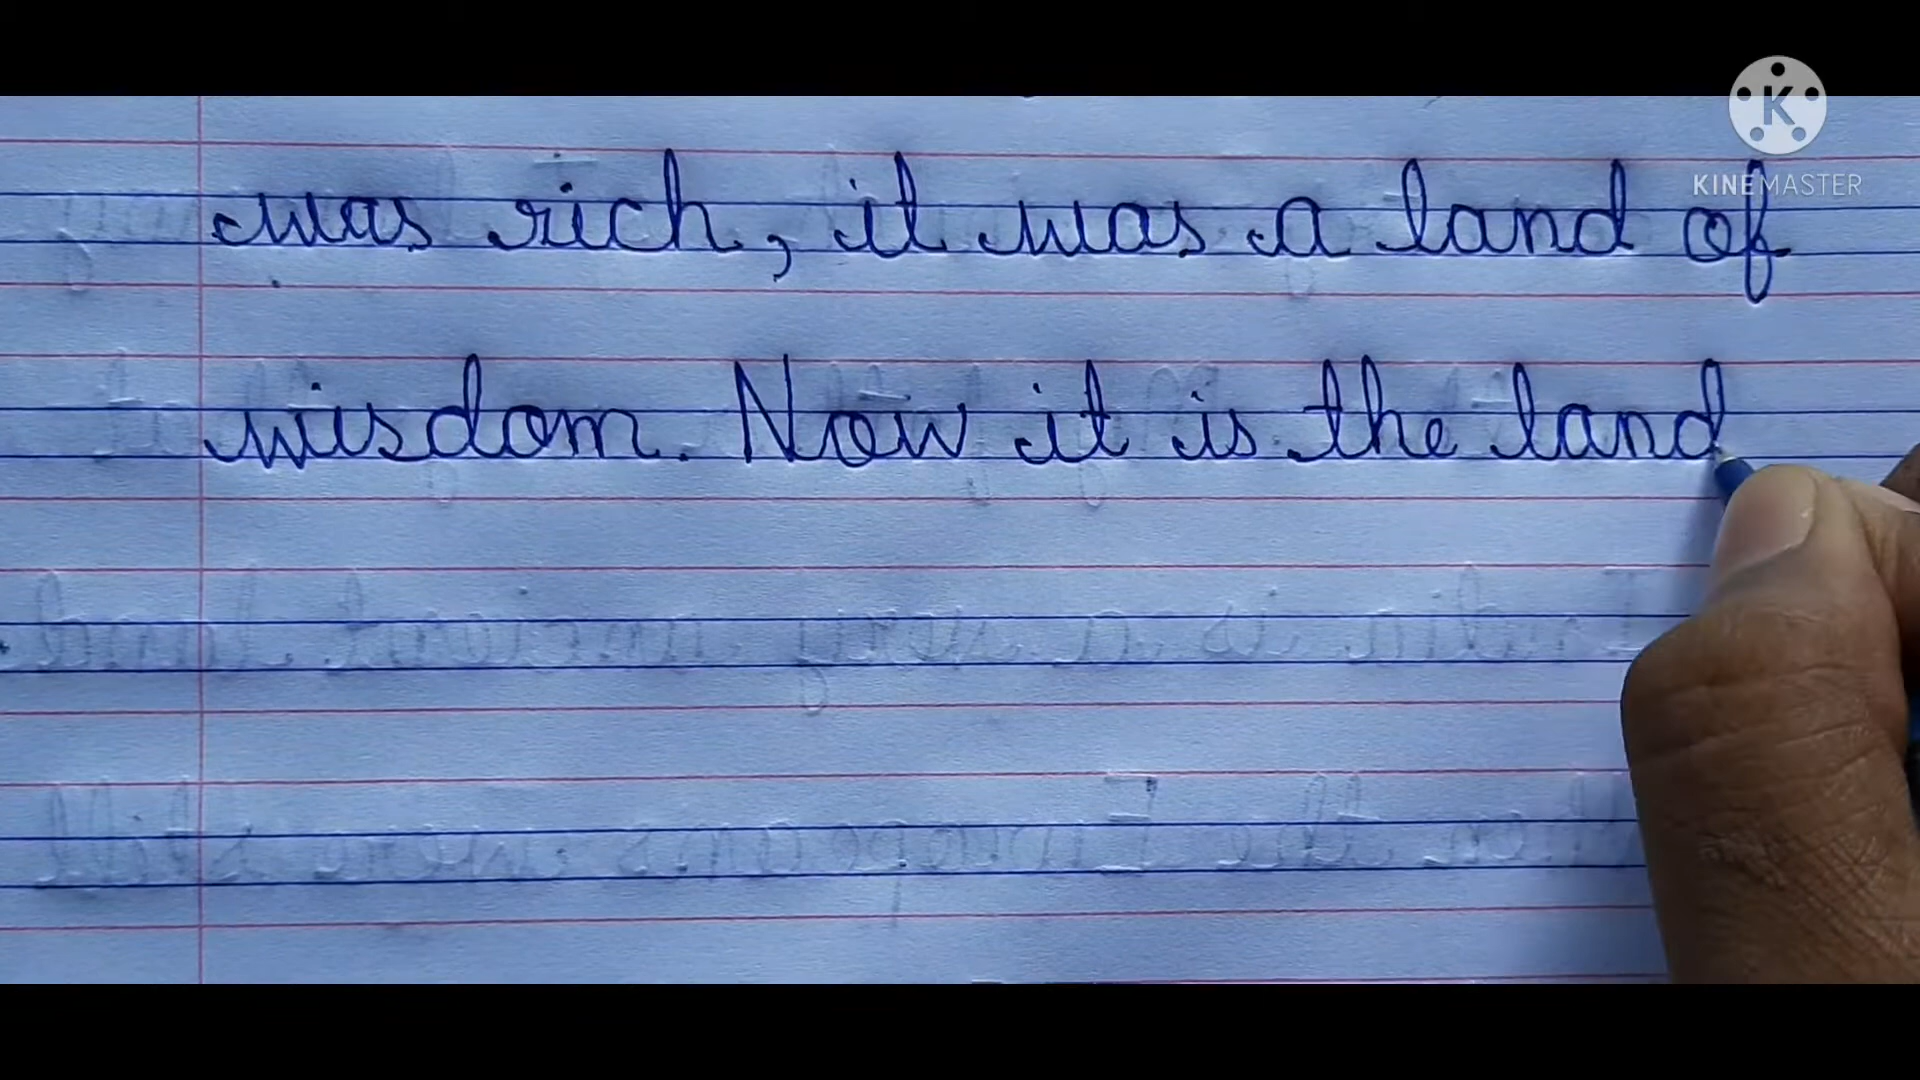 was rich, it was a land of
wisdom. Now it is the land
KINEMASTER